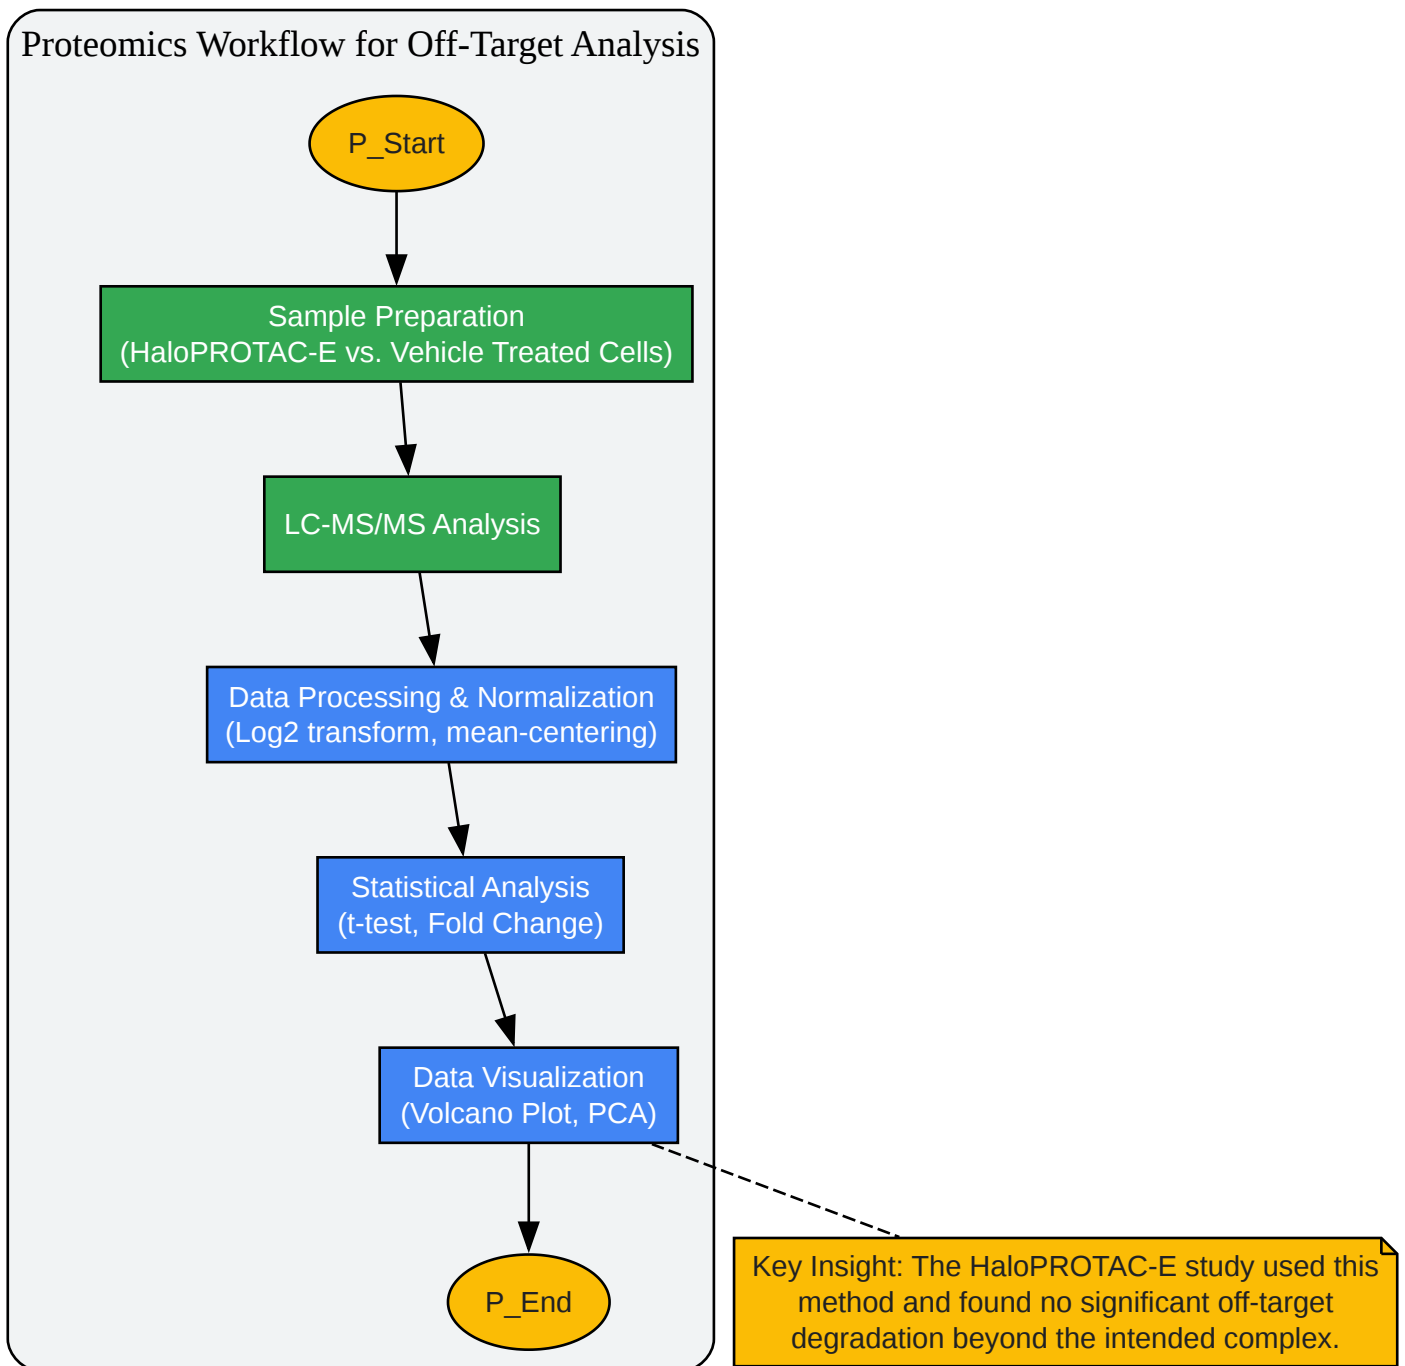 Proteomics Workflow for Off-Target Analysis
P_Start
Sample Preparation
(HaloPROTAC-E vs. Vehicle Treated Cells)
LC-MS/MS Analysis
Data Processing & Normalization
(Log2 transform, mean-centering)
Statistical Analysis
(t-test, Fold Change)
Data Visualization
(Volcano Plot, PCA)
P_End
Key Insight: The HaloPROTAC-E study used this
method and found no significant off-target
degradation beyond the intended complex.